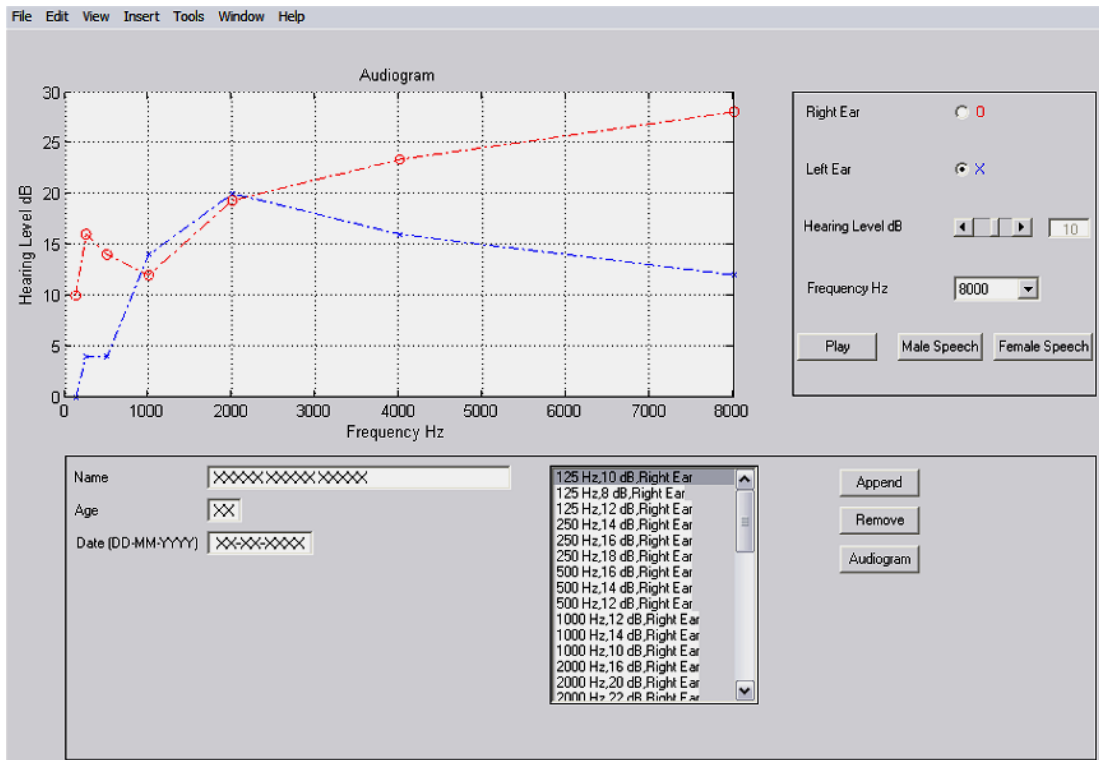 File Edit View Insert Tools Window Help
Audiogram
30
25
20
15
10
5
0
Hearing Level dB
0 1000 2000 3000 4000 5000 6000 7000 8000
Frequency Hz
Right Ear O
Left Ear X
Hearing Level dB 10
Frequency Hz 8000
Play Male Speech Female Speech
Name XXXXX XXXXX XXXXX
Age XX
Date (DD-MM-YYYY) XX-XX-XXXX
125 Hz,10 dB,Right Ear
125 Hz,8 dB,Right Ear
125 Hz,12 dB,Right Ear
250 Hz,14 dB,Right Ear
250 Hz,16 dB,Right Ear
250 Hz,18 dB,Right Ear
500 Hz,16 dB,Right Ear
500 Hz,14 dB,Right Ear
500 Hz,12 dB,Right Ear
1000 Hz,12 dB,Right Ear
1000 Hz,14 dB,Right Ear
1000 Hz,10 dB,Right Ear
2000 Hz,16 dB,Right Ear
2000 Hz,20 dB,Right Ear
2000 Hz,22 dB,Right Ear
Append
Remove
Audiogram